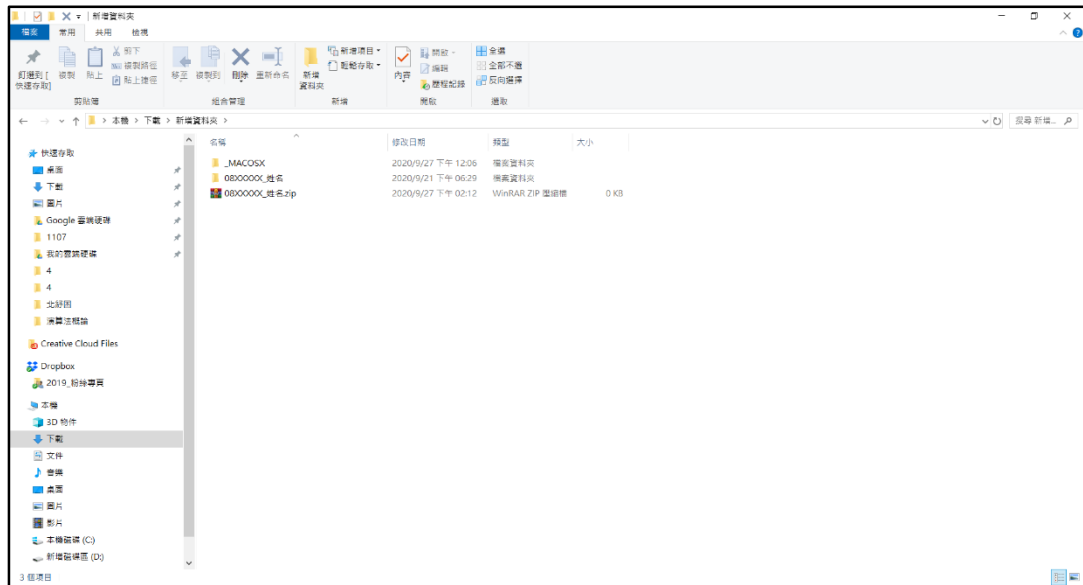 新增資料夾
檔案 常用 共用 檢視
釘選到 [快速存取]
複製
貼上
剪下
複製路徑
貼上捷徑
剪貼簿
移至
複製到
刪除
重新命名
組合管理
新增
資料夾
新增項目
輕鬆存取
新增
內容
開啟
編輯
歷程記錄
開啟
全選
全部不選
反向選擇
選取
本機 > 下載 > 新增資料夾 >
搜尋 新增...
名稱 修改日期 類型 大小
_MACOSX 2020/9/27 下午 12:06 檔案資料夾
08XXXXX_姓名 2020/9/21 下午 06:29 檔案資料夾
08XXXXX_姓名.zip 2020/9/27 下午 02:12 WinRAR ZIP 壓縮檔 0 KB
快速存取
桌面
下載
圖片
Google 雲端硬碟
1107
我的雲端硬碟
4
4
演算法概論
Creative Cloud Files
Dropbox
2019_粉絲專頁
本機
3D 物件
下載
文件
音樂
桌面
圖片
影片
本機磁碟 (C:)
新增磁碟區 (D:)
3 個項目